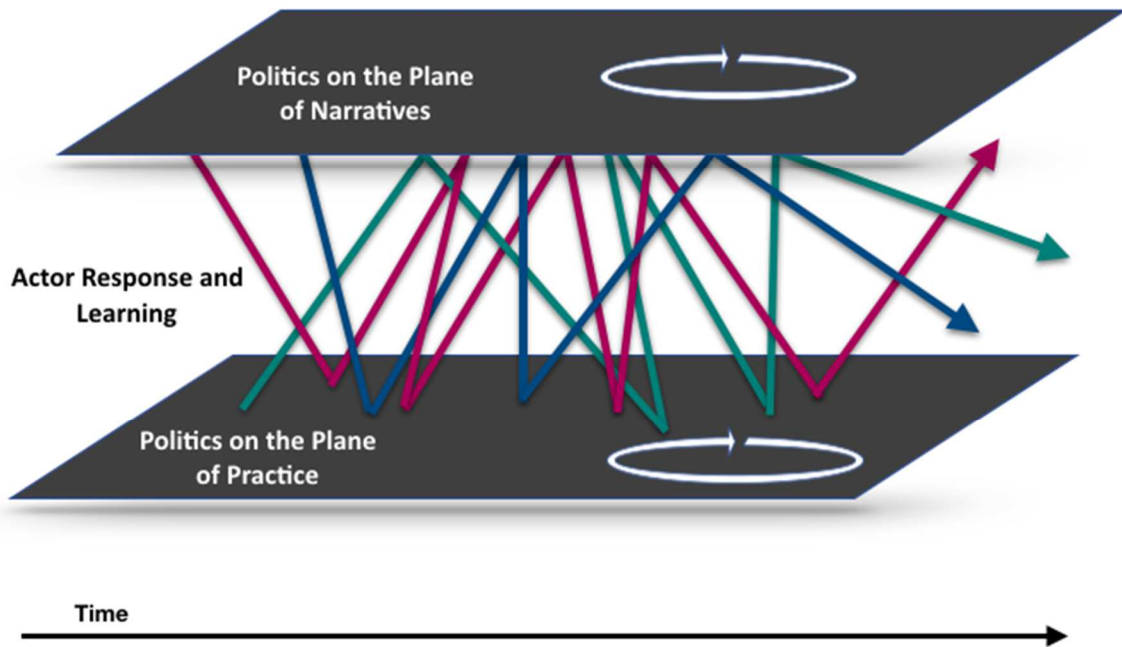 Politics on the Plane
of Narratives
Actor Response and
Learning
Politics on the Plane
of Practice
Time